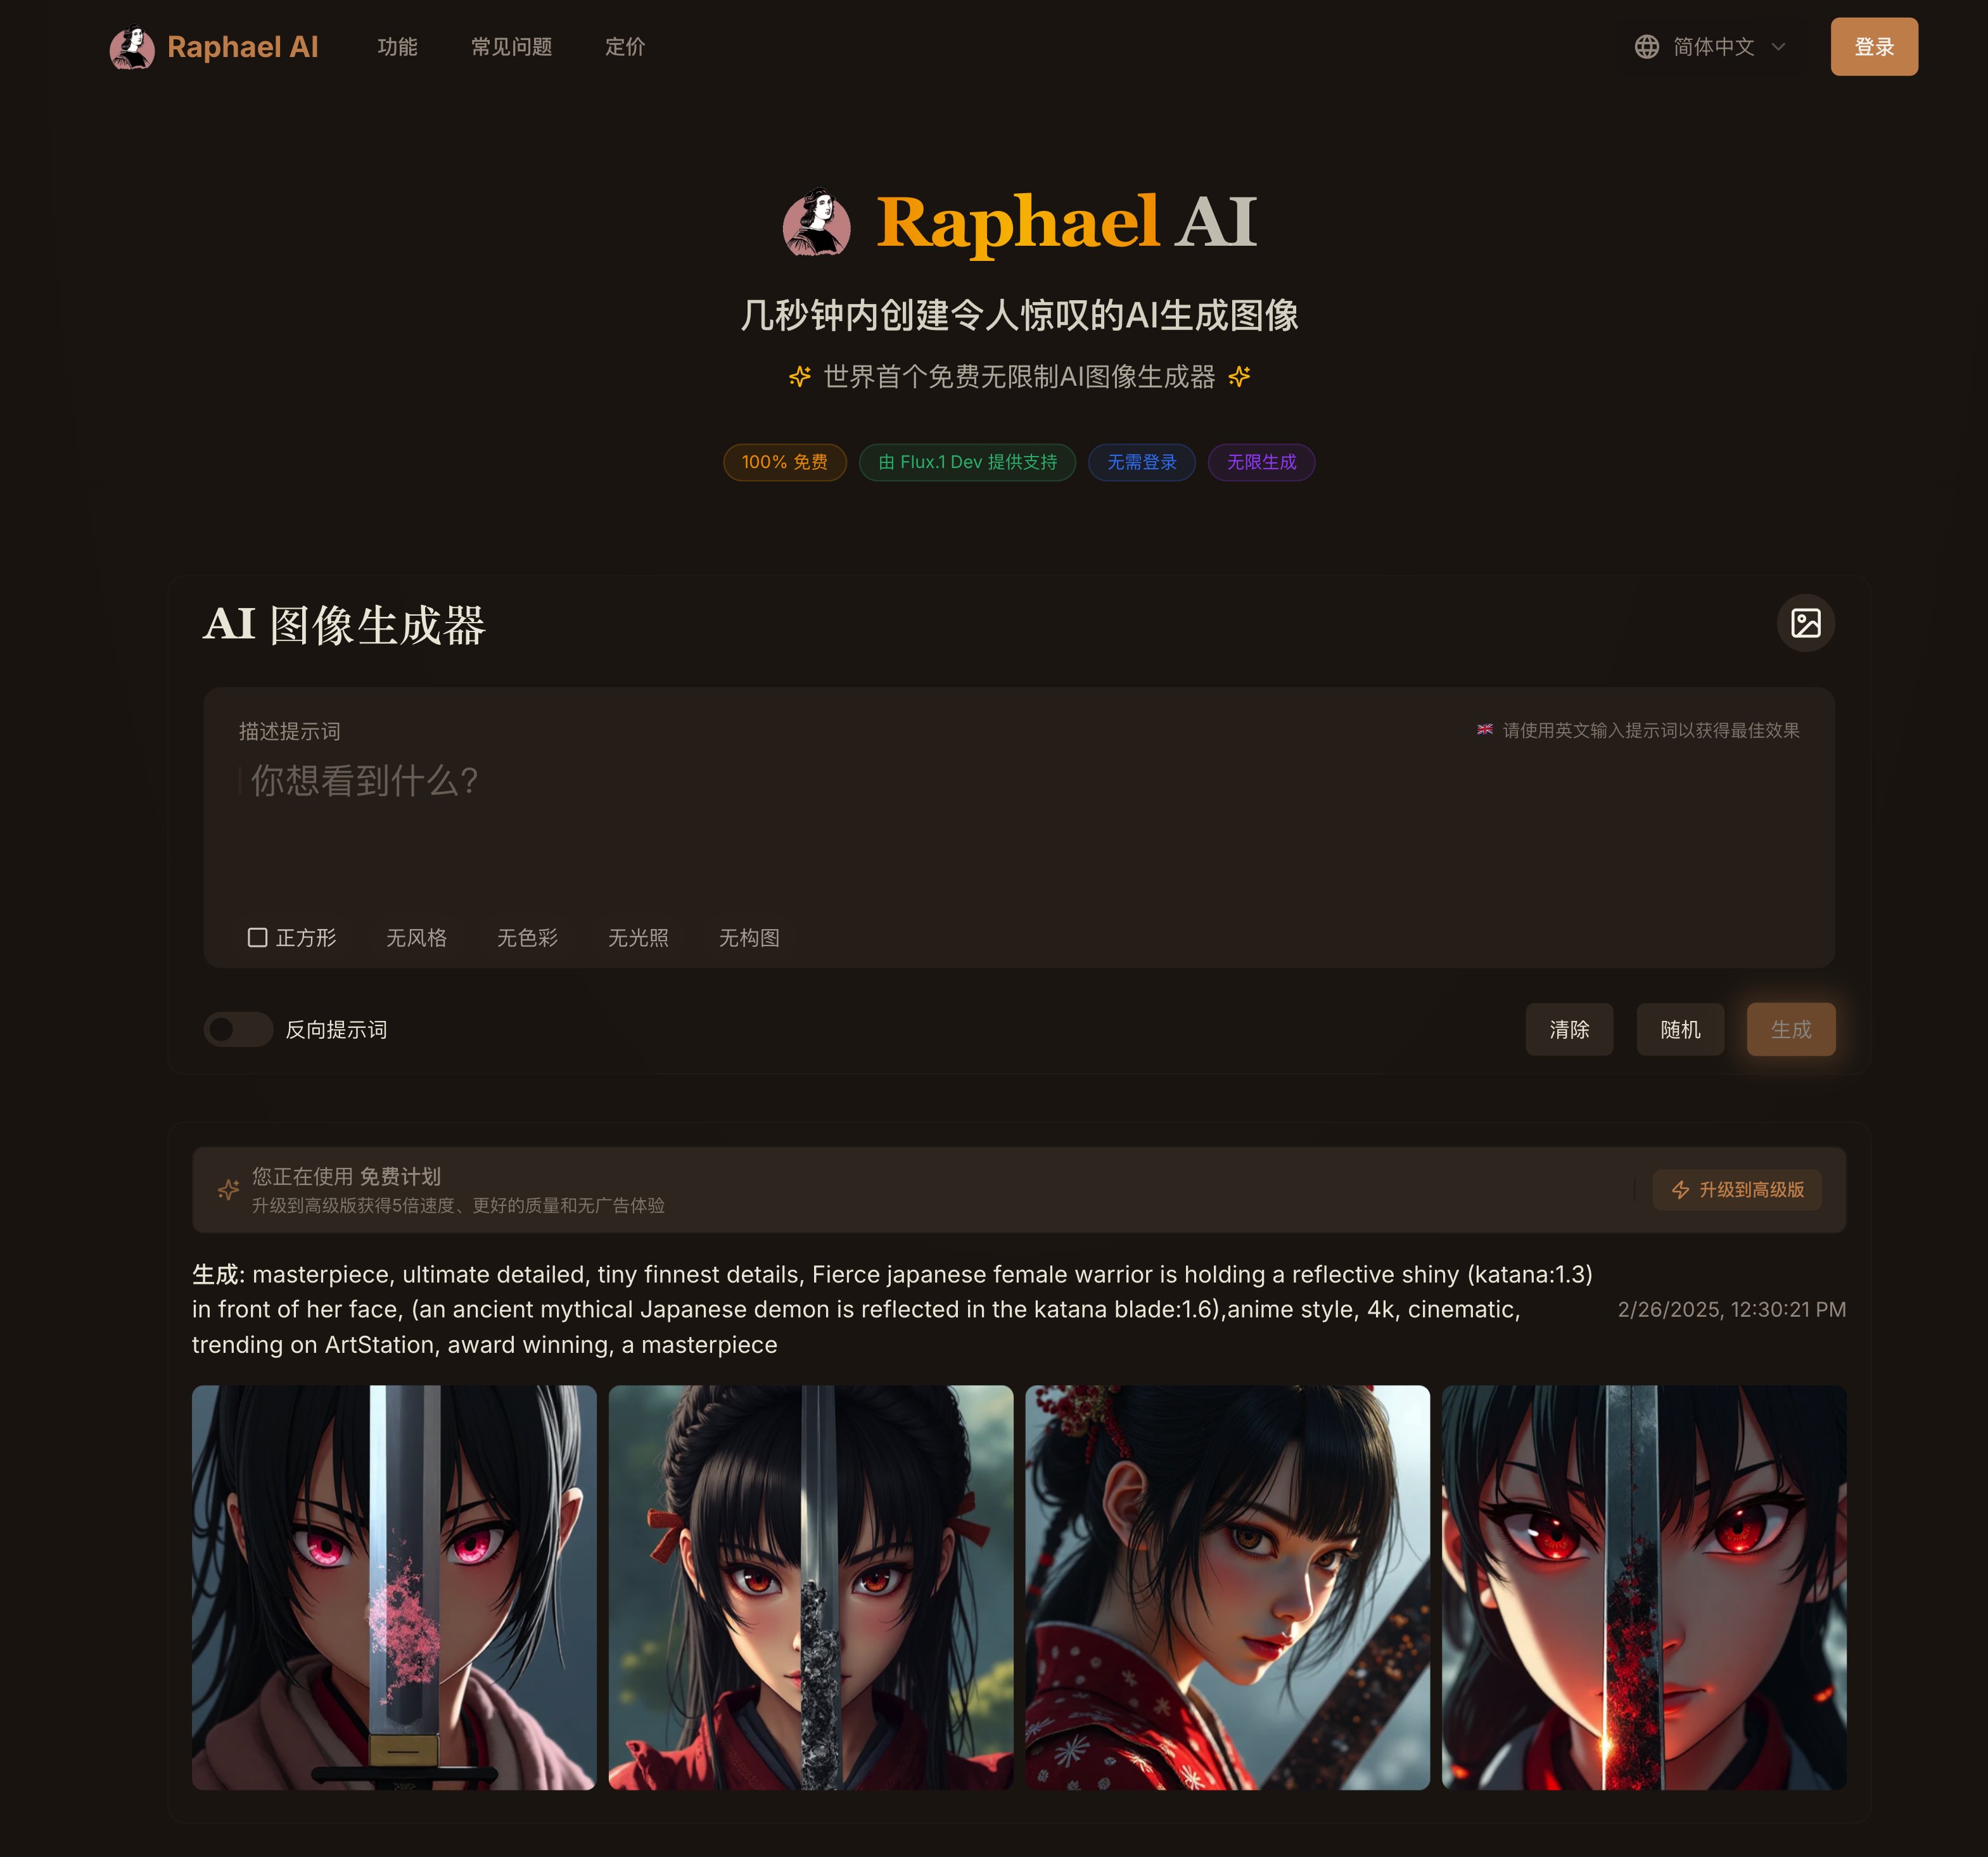 Raphael AI 功能 常见问题 定价 简体中文 登录
Raphael AI
几秒钟内创建令人惊叹的AI生成图像
世界首个免费无限制AI图像生成器
100% 免费 由 Flux.1 Dev 提供支持 无需登录 无限生成
AI 图像生成器
描述提示词 请使用英文输入提示词以获得最佳效果
你想看到什么?
正方形 无风格 无色彩 无光照 无构图
反向提示词 清除 随机 生成
您正在使用 免费计划
升级到高级版获得5倍速度、更好的质量和无广告体验
升级到高级版
生成: masterpiece, ultimate detailed, tiny finnest details, Fierce japanese female warrior is holding a reflective shiny (katana:1.3)
in front of her face, (an ancient mythical Japanese demon is reflected in the katana blade:1.6),anime style, 4k, cinematic,
trending on ArtStation, award winning, a masterpiece
2/26/2025, 12:30:21 PM